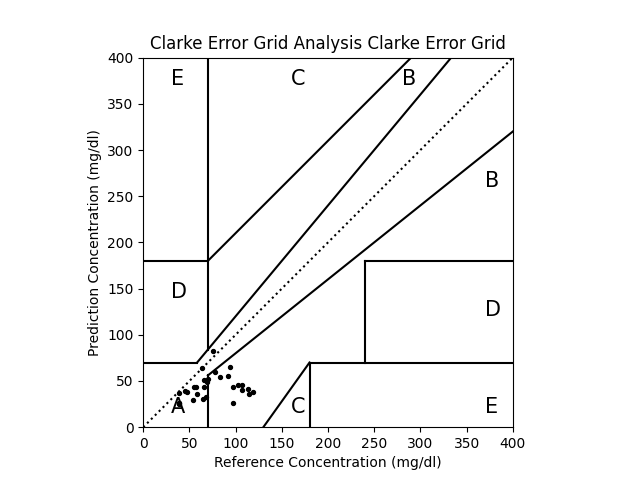 Clarke Error Grid Analysis Clarke Error Grid
400
E
C
B
350
300
B
250
200
D
150
D
100
50
A
C
E
0
0
50
100
150
200
250
300
350
400
Prediction Concentration (mg/dl)
Reference Concentration (mg/dl)